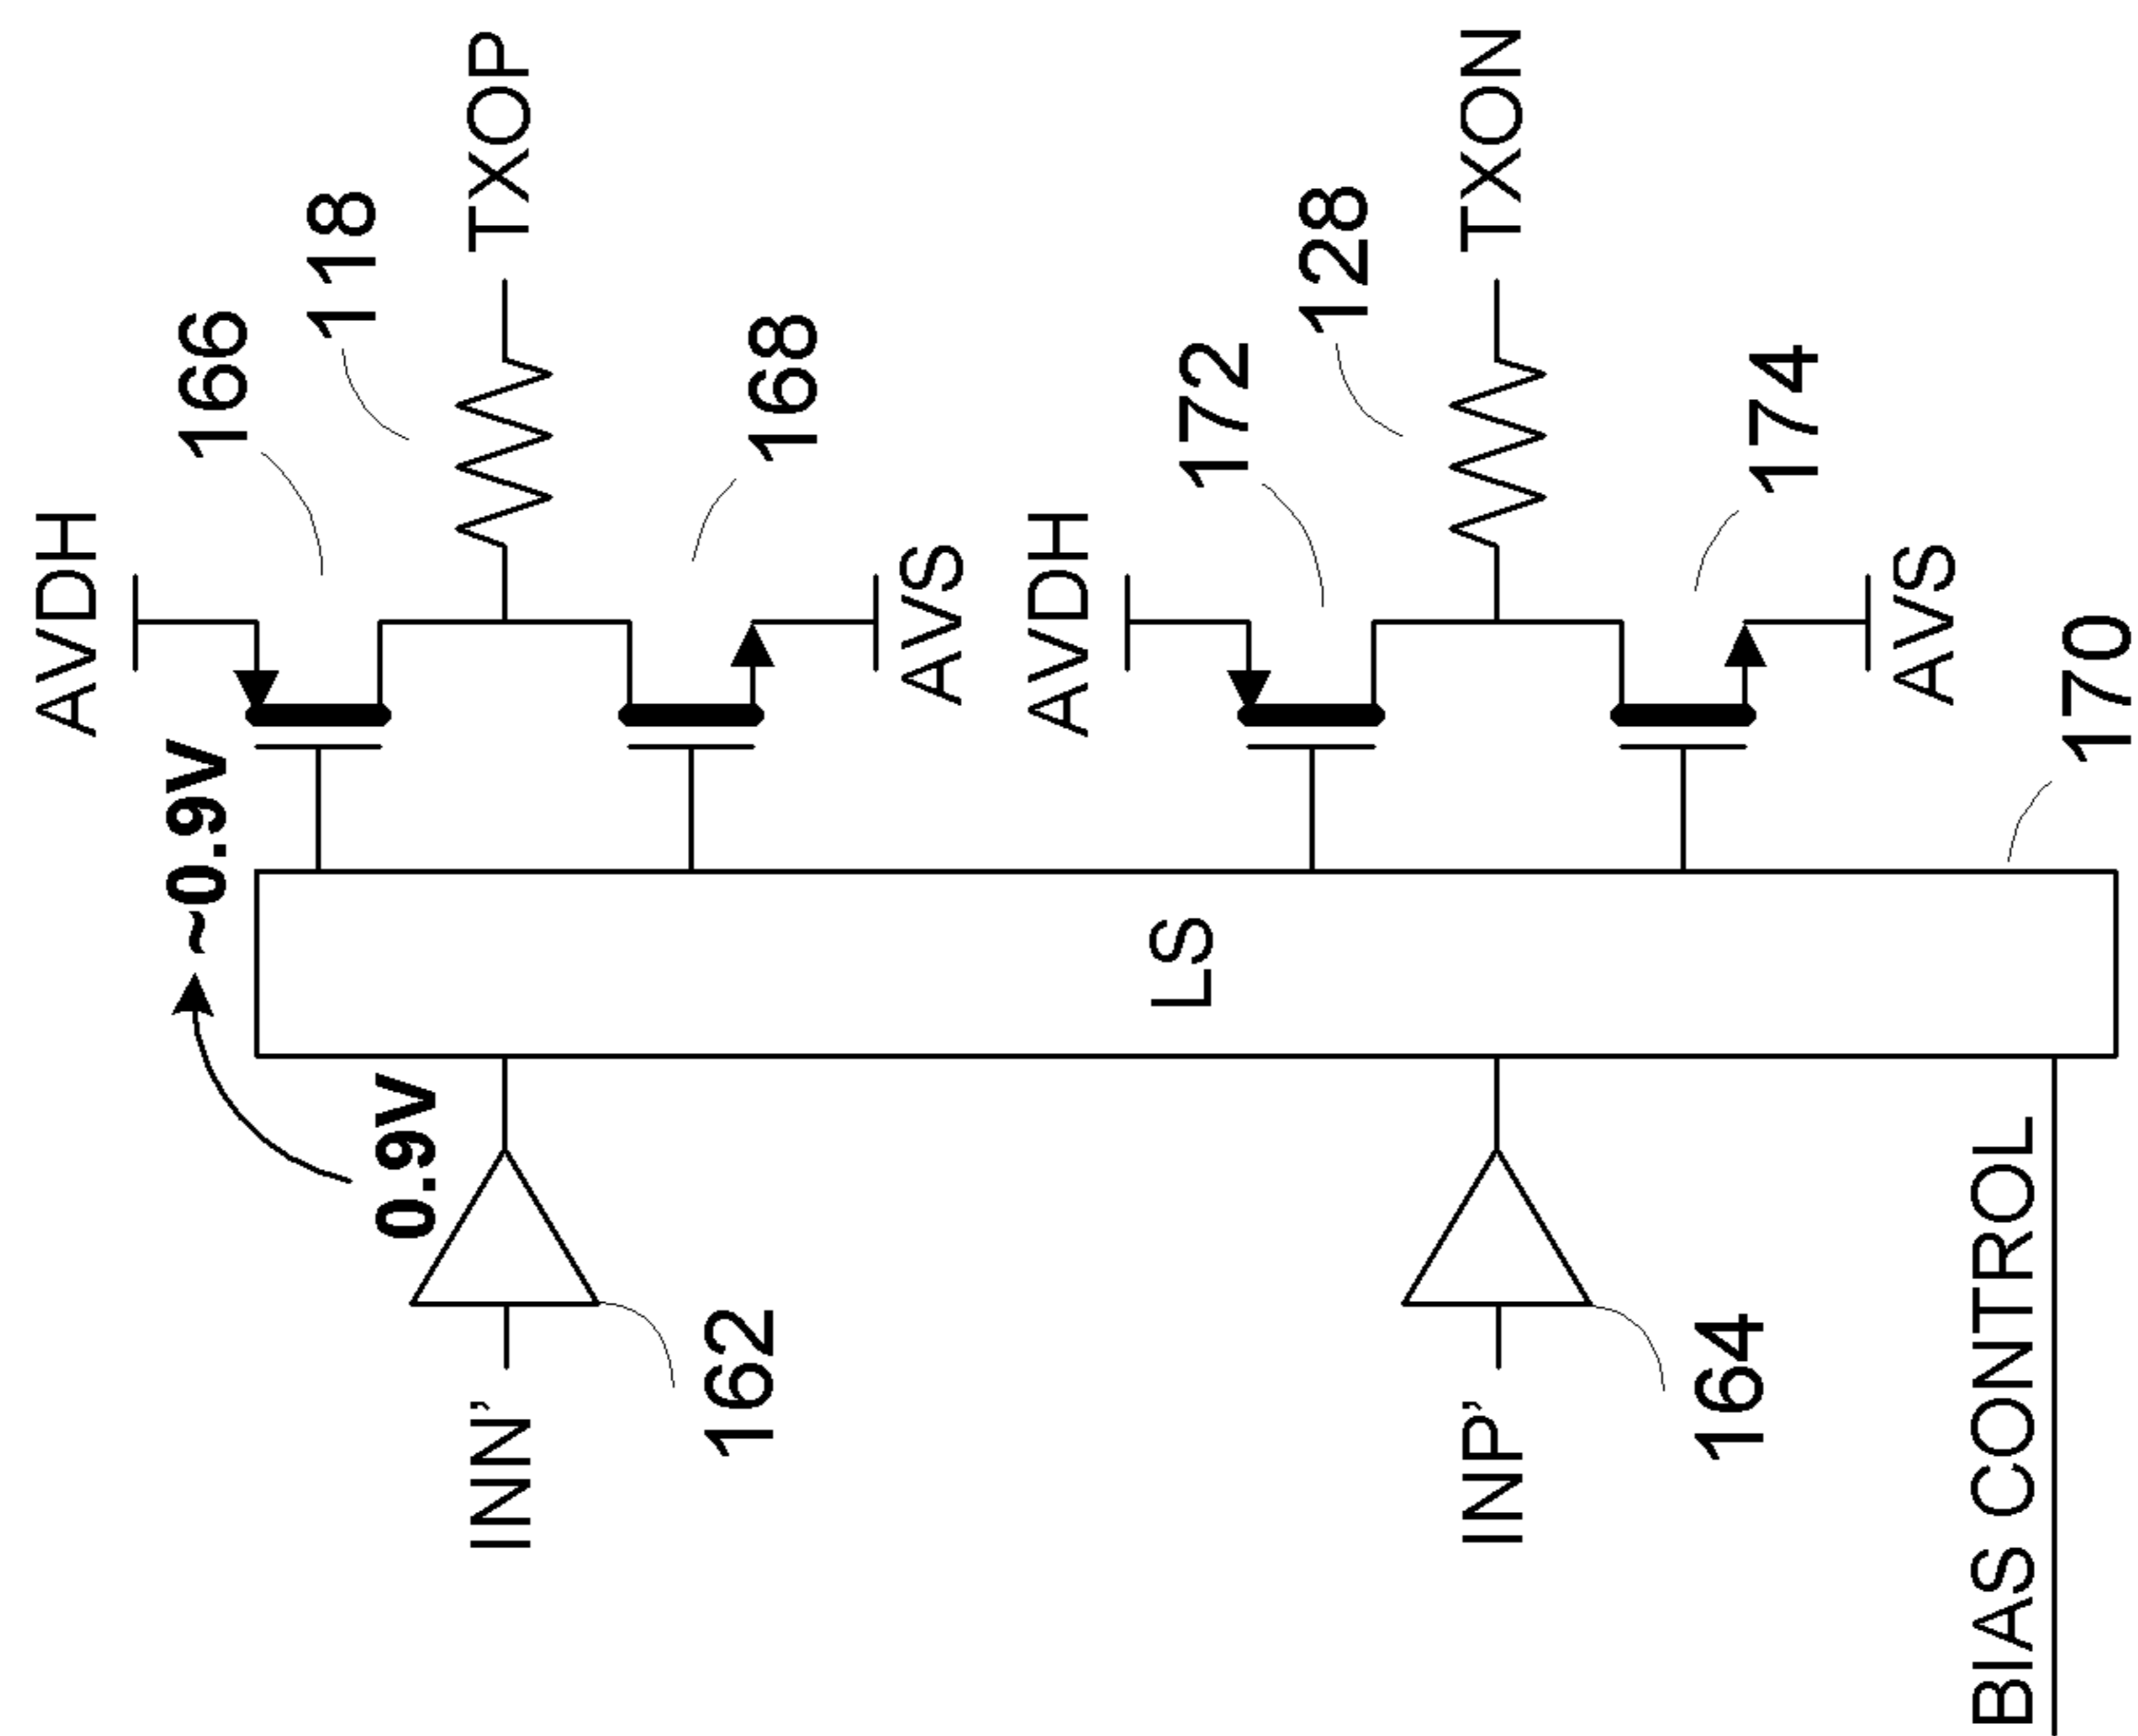 AVDH
166
118
TXOP
~0.9V
0.9V
INN’
162
168
AVS
LS
AVDH
172
128
TXON
INP’
164
174
AVS
BIAS CONTROL
170